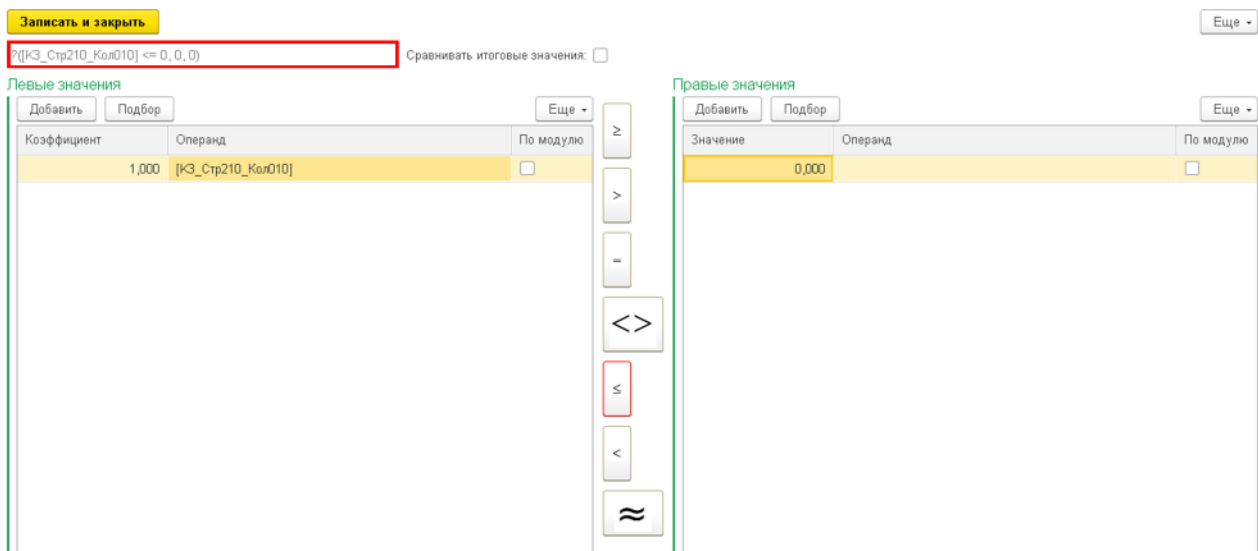 Записать и закрыть Еще
?([КЗ_Стр210_Кол010] <= 0, 0, 0) Сравнивать итоговые значения:
Левые значения Правые значения
Добавить Подбор Еще Добавить Подбор Еще
Коэффициент Операнд По модулю ≥ Значение Операнд По модулю
1,000 [КЗ_Стр210_Кол010] 0,000
>
=
<>
≤
<
≈